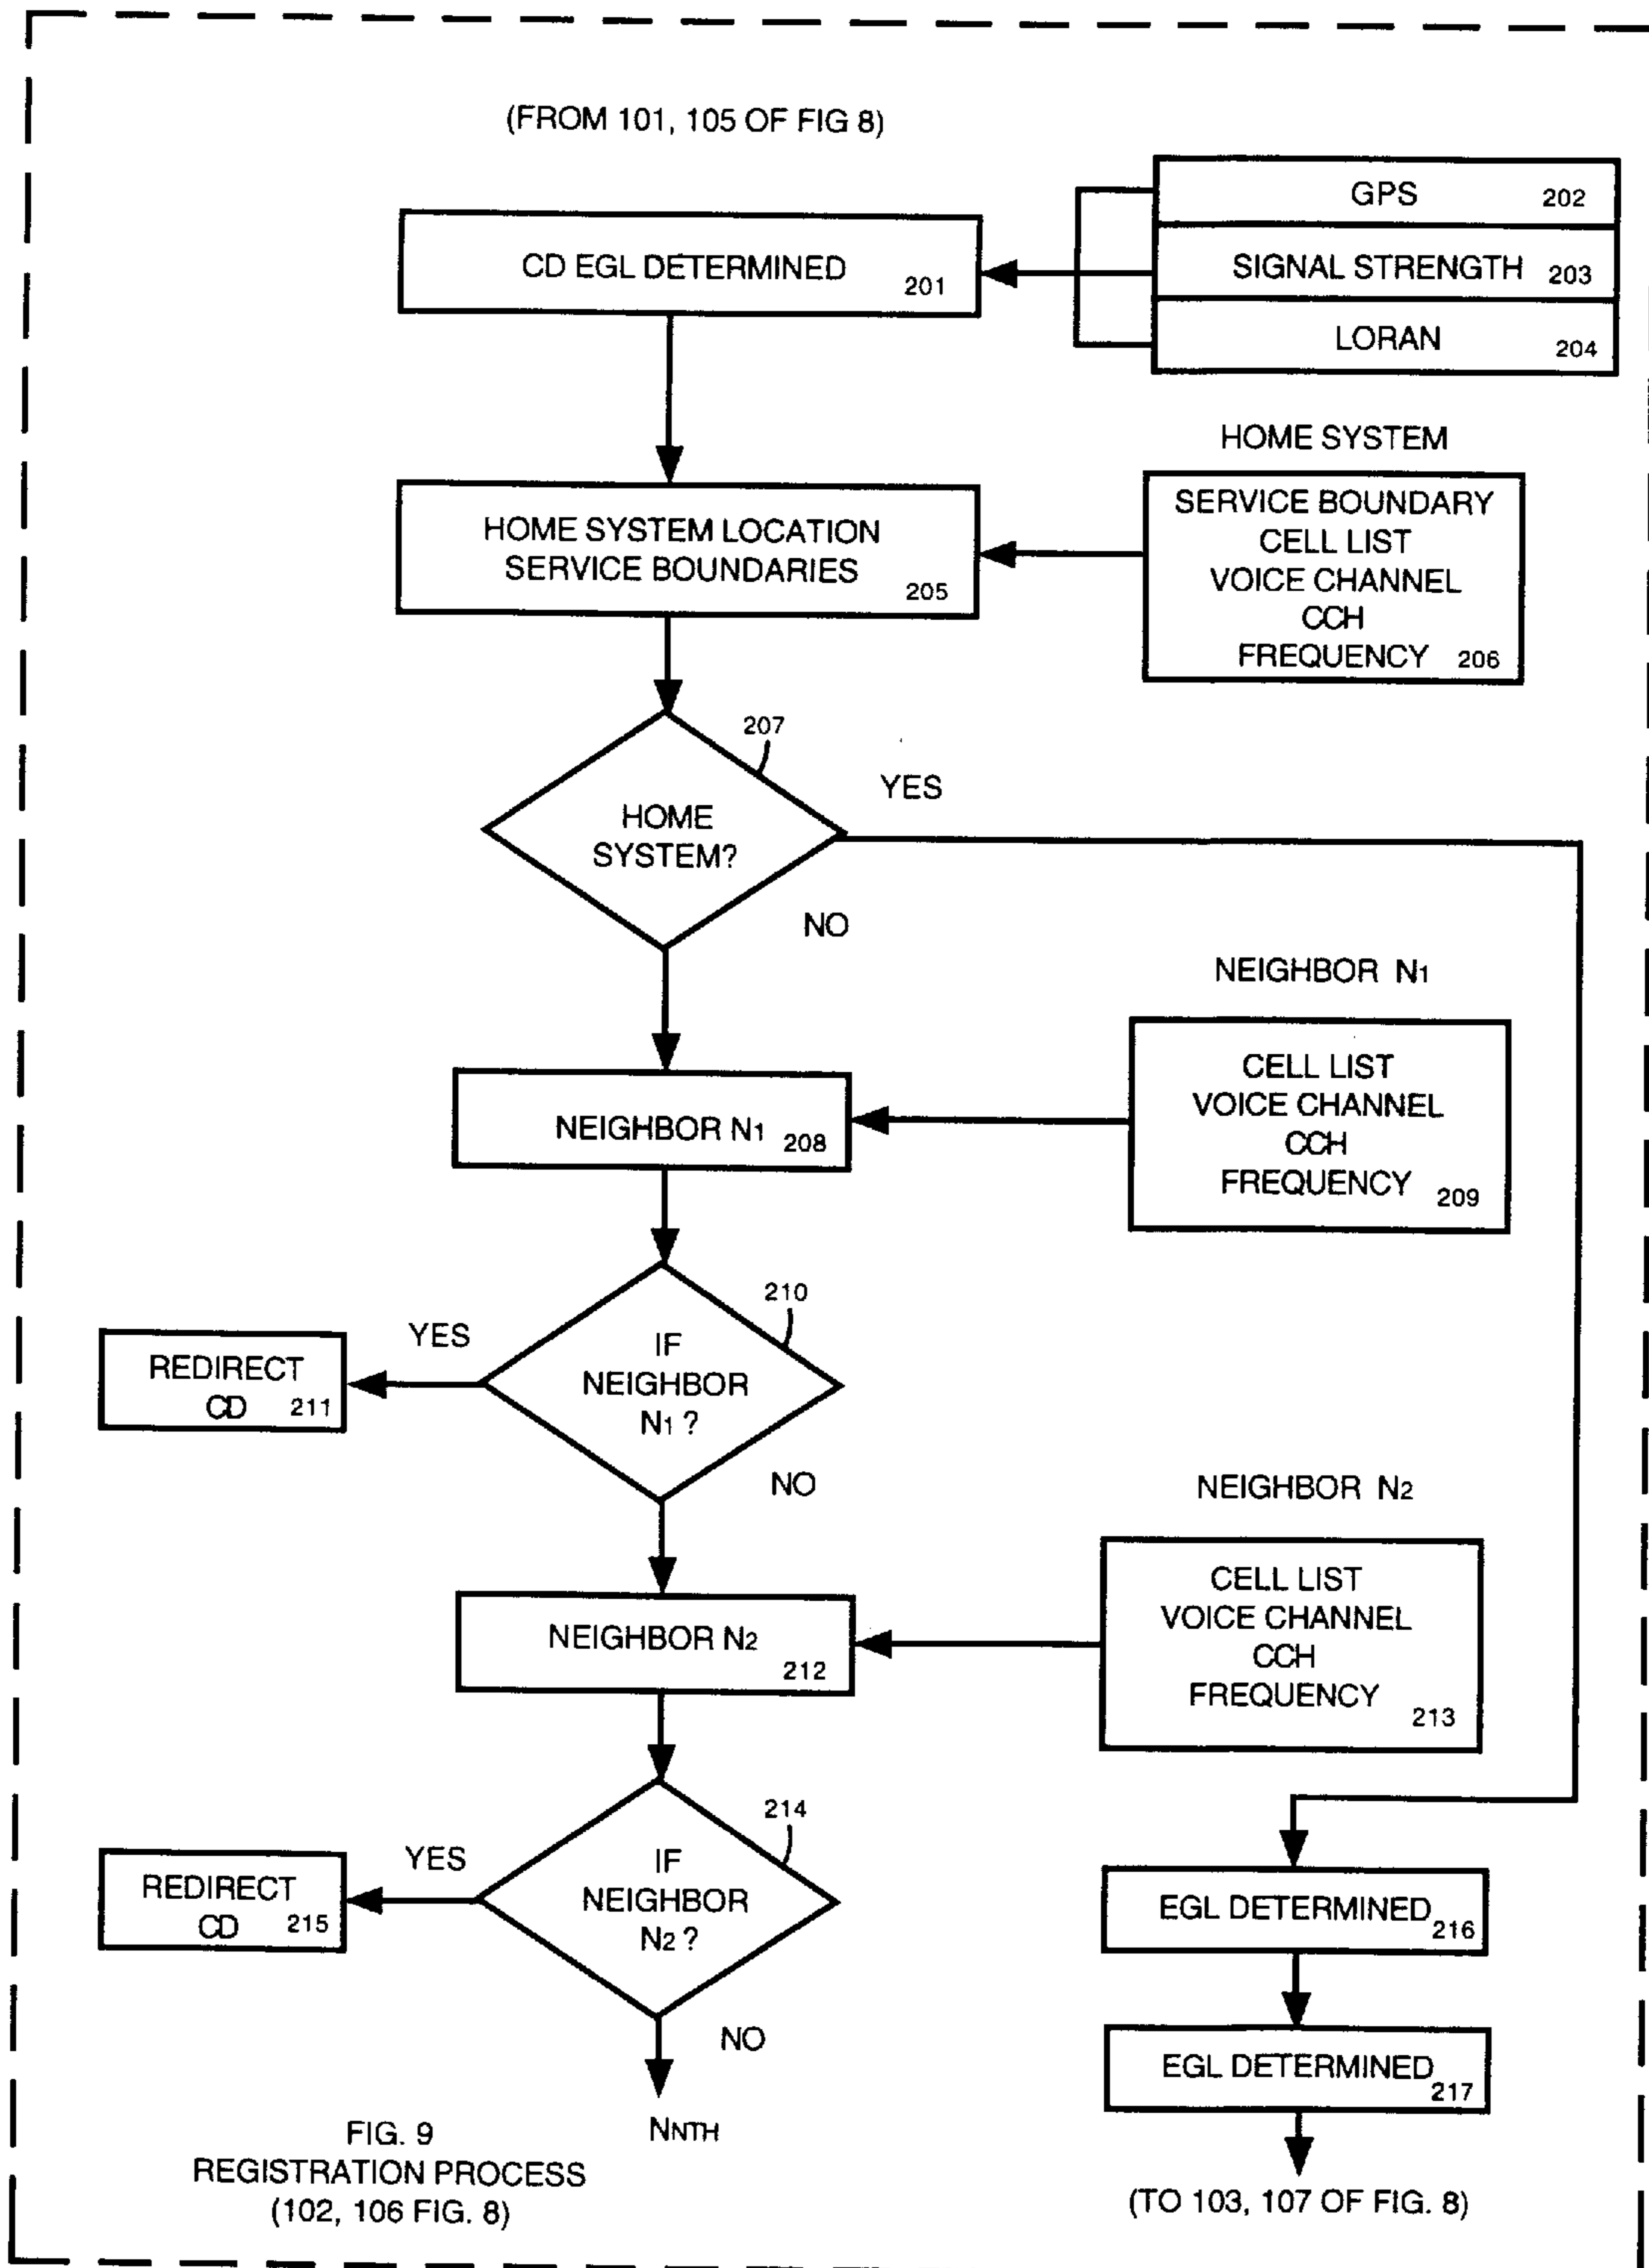 (FROM 101, 105 OF FIG 8)
GPS 202
CD EGL DETERMINED 201
SIGNAL STRENGTH 203
LORAN 204
HOME SYSTEM
HOME SYSTEM LOCATION
SERVICE BOUNDARIES 205
SERVICE BOUNDARY
CELL LIST
VOICE CHANNEL
CCH
FREQUENCY 206
207
YES
HOME
SYSTEM?
NO
NEIGHBOR N1
NEIGHBOR N1 208
CELL LIST
VOICE CHANNEL
CCH
FREQUENCY 209
210
YES
IF
NEIGHBOR
N1 ?
REDIRECT
CD 211
NO
NEIGHBOR N2
NEIGHBOR N2
212
CELL LIST
VOICE CHANNEL
CCH
FREQUENCY
213
214
YES
IF
NEIGHBOR
N2 ?
REDIRECT
CD 215
NO
NNTH
EGL DETERMINED 216
EGL DETERMINED 217
(TO 103, 107 OF FIG. 8)
FIG. 9
REGISTRATION PROCESS
(102, 106 FIG. 8)